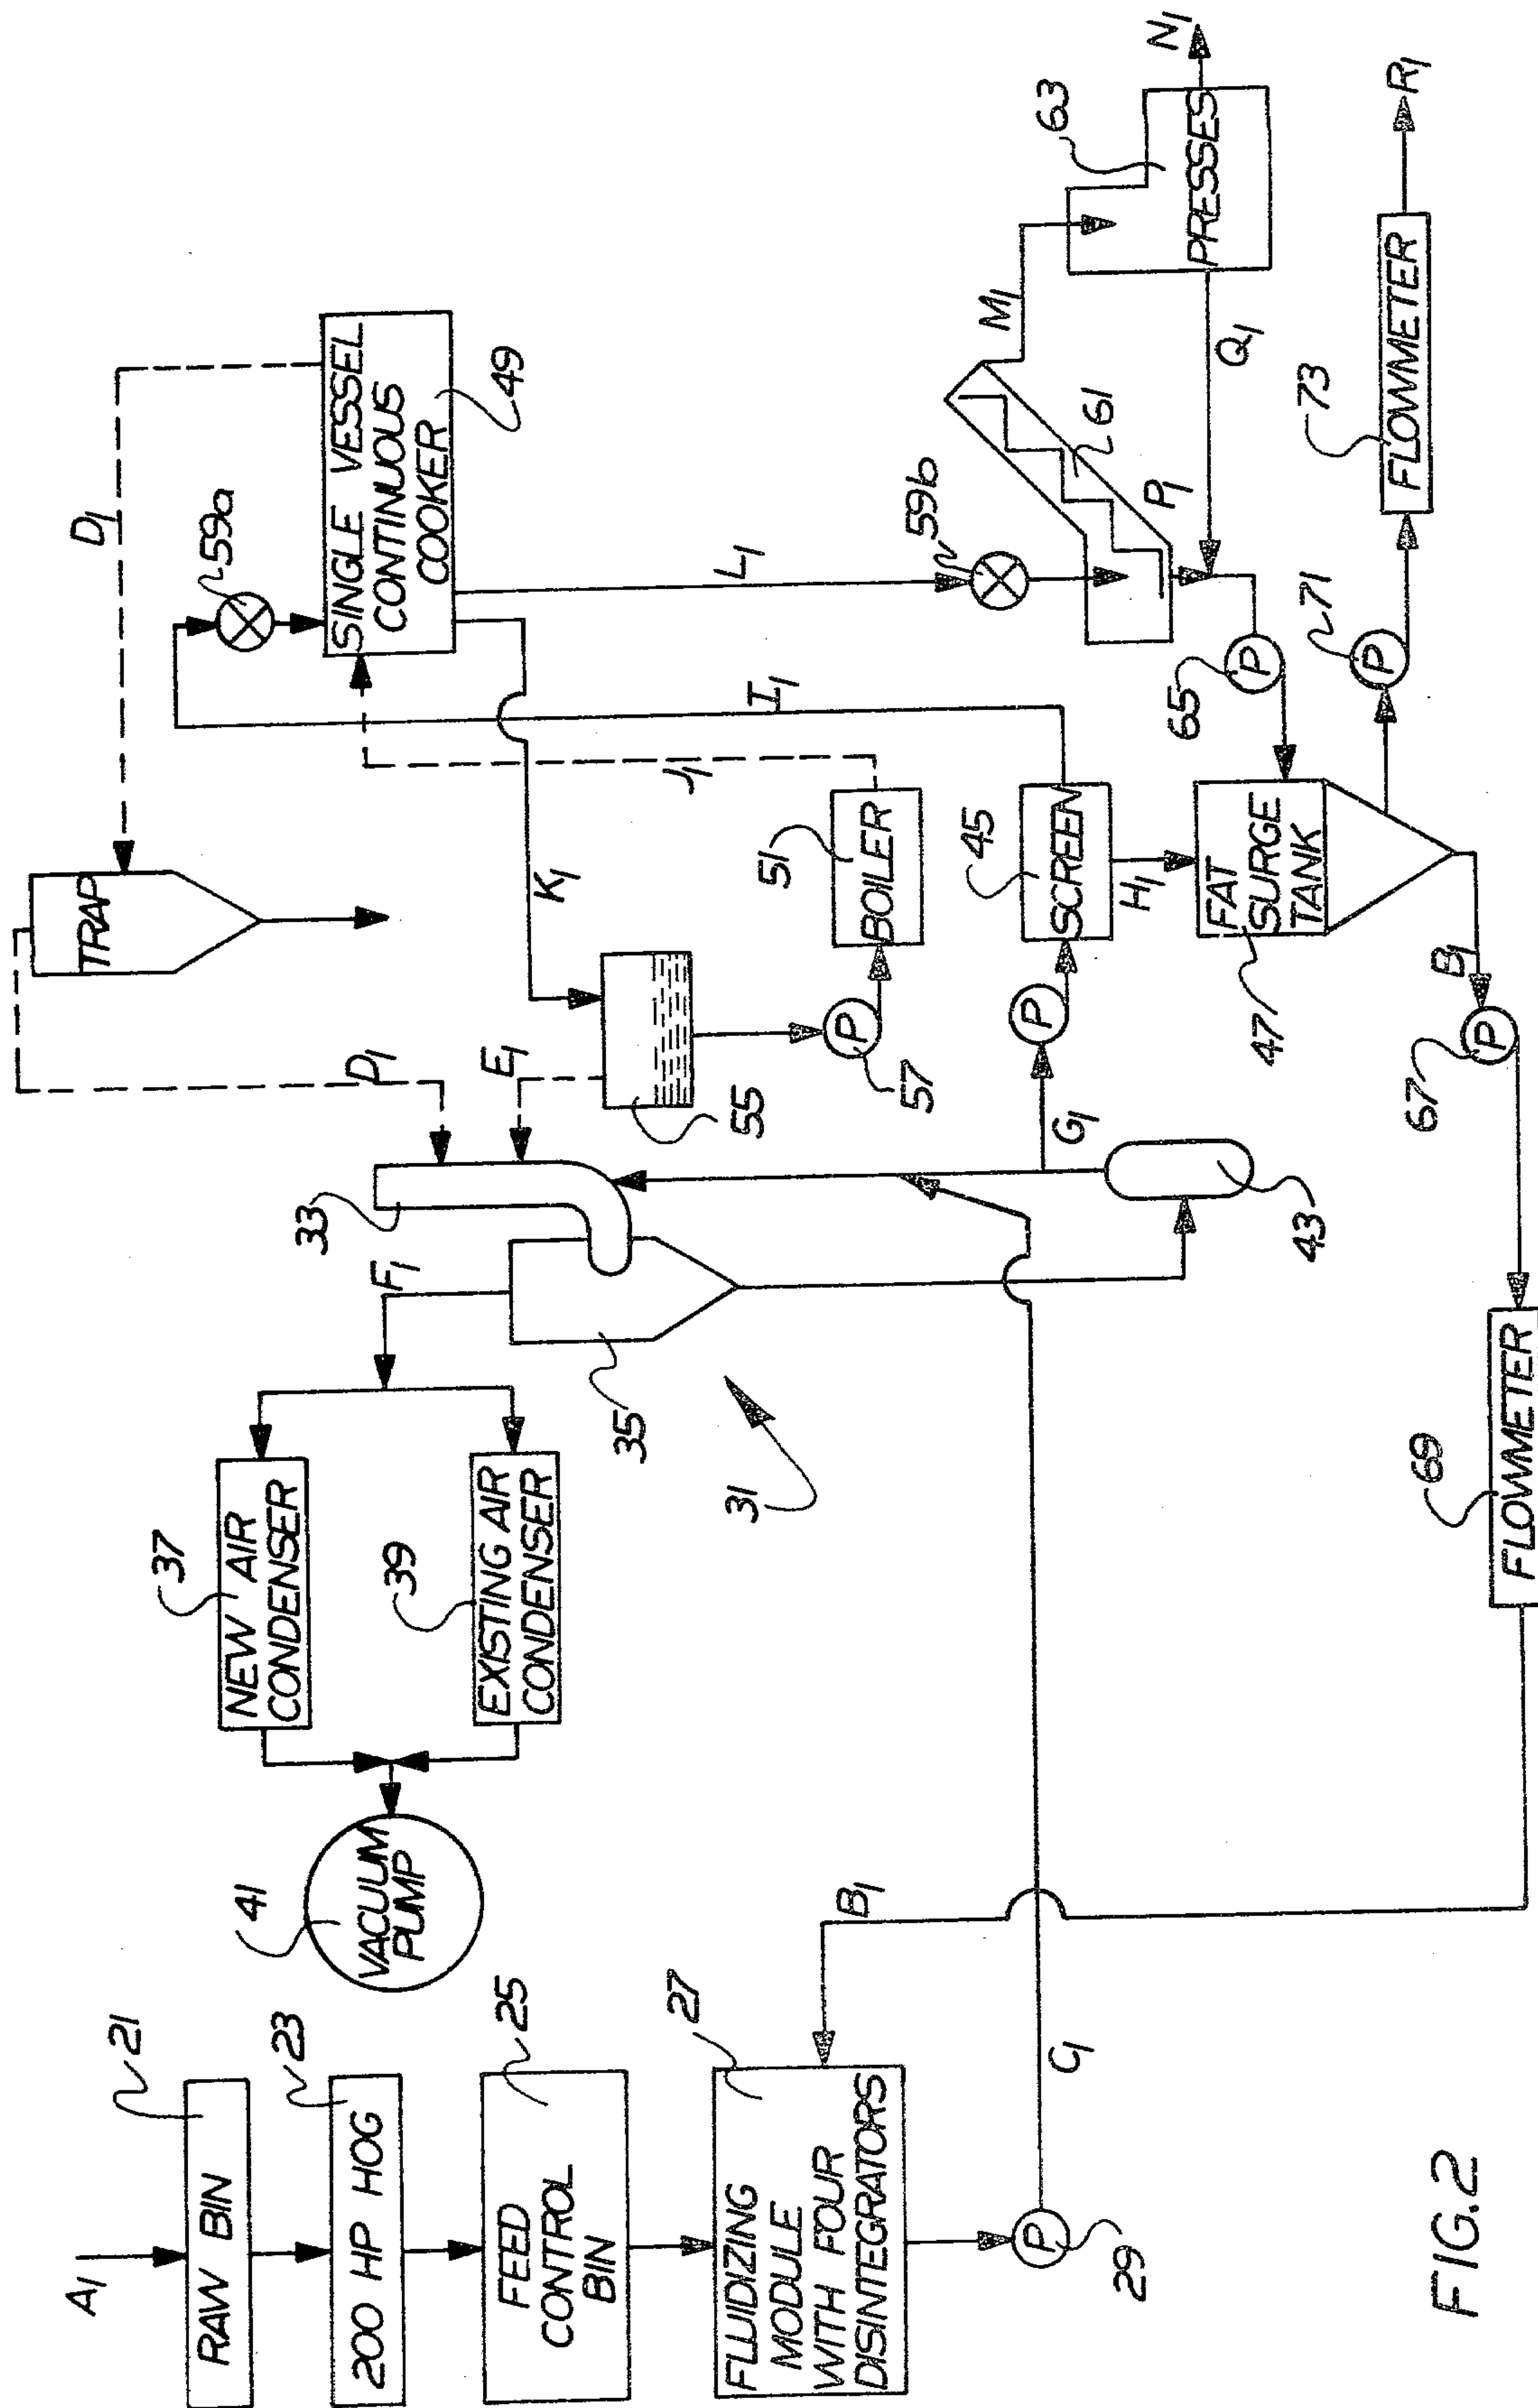 A1
21
RAW BIN
23
200 HP HOG
25
FEED
CONTROL
BIN
27
FLUIDIZING
MODULE
WITH FOUR
DISINTEGRATORS
P
29
C1
B1
41
VACUUM
PUMP
37
NEW AIR
CONDENSER
39
EXISTING AIR
CONDENSER
F1
33
35
31
D1
E1
TRAP
D1
55
P
57
K1
51
BOILER
J1
I1
59a
SINGLE VESSEL
CONTINUOUS
COOKER
49
L1
59b
61
M1
63
PRESSES
N1
Q1
P1
43
G1
P
45
SCREEN
H1
47
FAT
SURGE
TANK
65
P
71
P
73
FLOWMETER
R1
B1
67
P
69
FLOWMETER
FIG.2